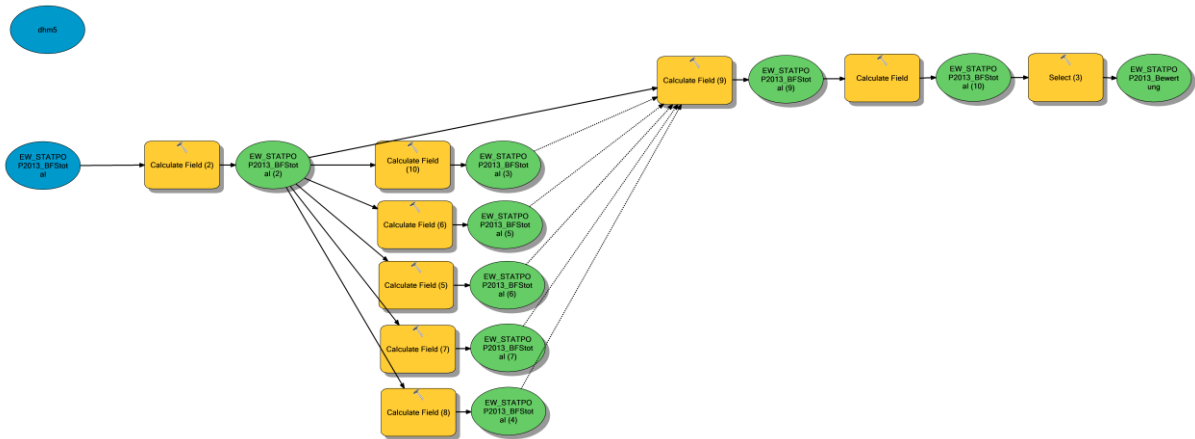 dhm5
EW_STATPO
P2013_BFStot
al
Calculate Field (2)
EW_STATPO
P2013_BFStot
al (2)
Calculate Field
(10)
EW_STATPO
P2013_BFStot
al (3)
Calculate Field (6)
EW_STATPO
P2013_BFStot
al (5)
Calculate Field (5)
EW_STATPO
P2013_BFStot
al (6)
Calculate Field (7)
EW_STATPO
P2013_BFStot
al (7)
Calculate Field (8)
EW_STATPO
P2013_BFStot
al (4)
Calculate Field (9)
EW_STATPO
P2013_BFStot
al (9)
Calculate Field
EW_STATPO
P2013_BFStot
al (10)
Select (3)
EW_STATPO
P2013_Bewert
ung